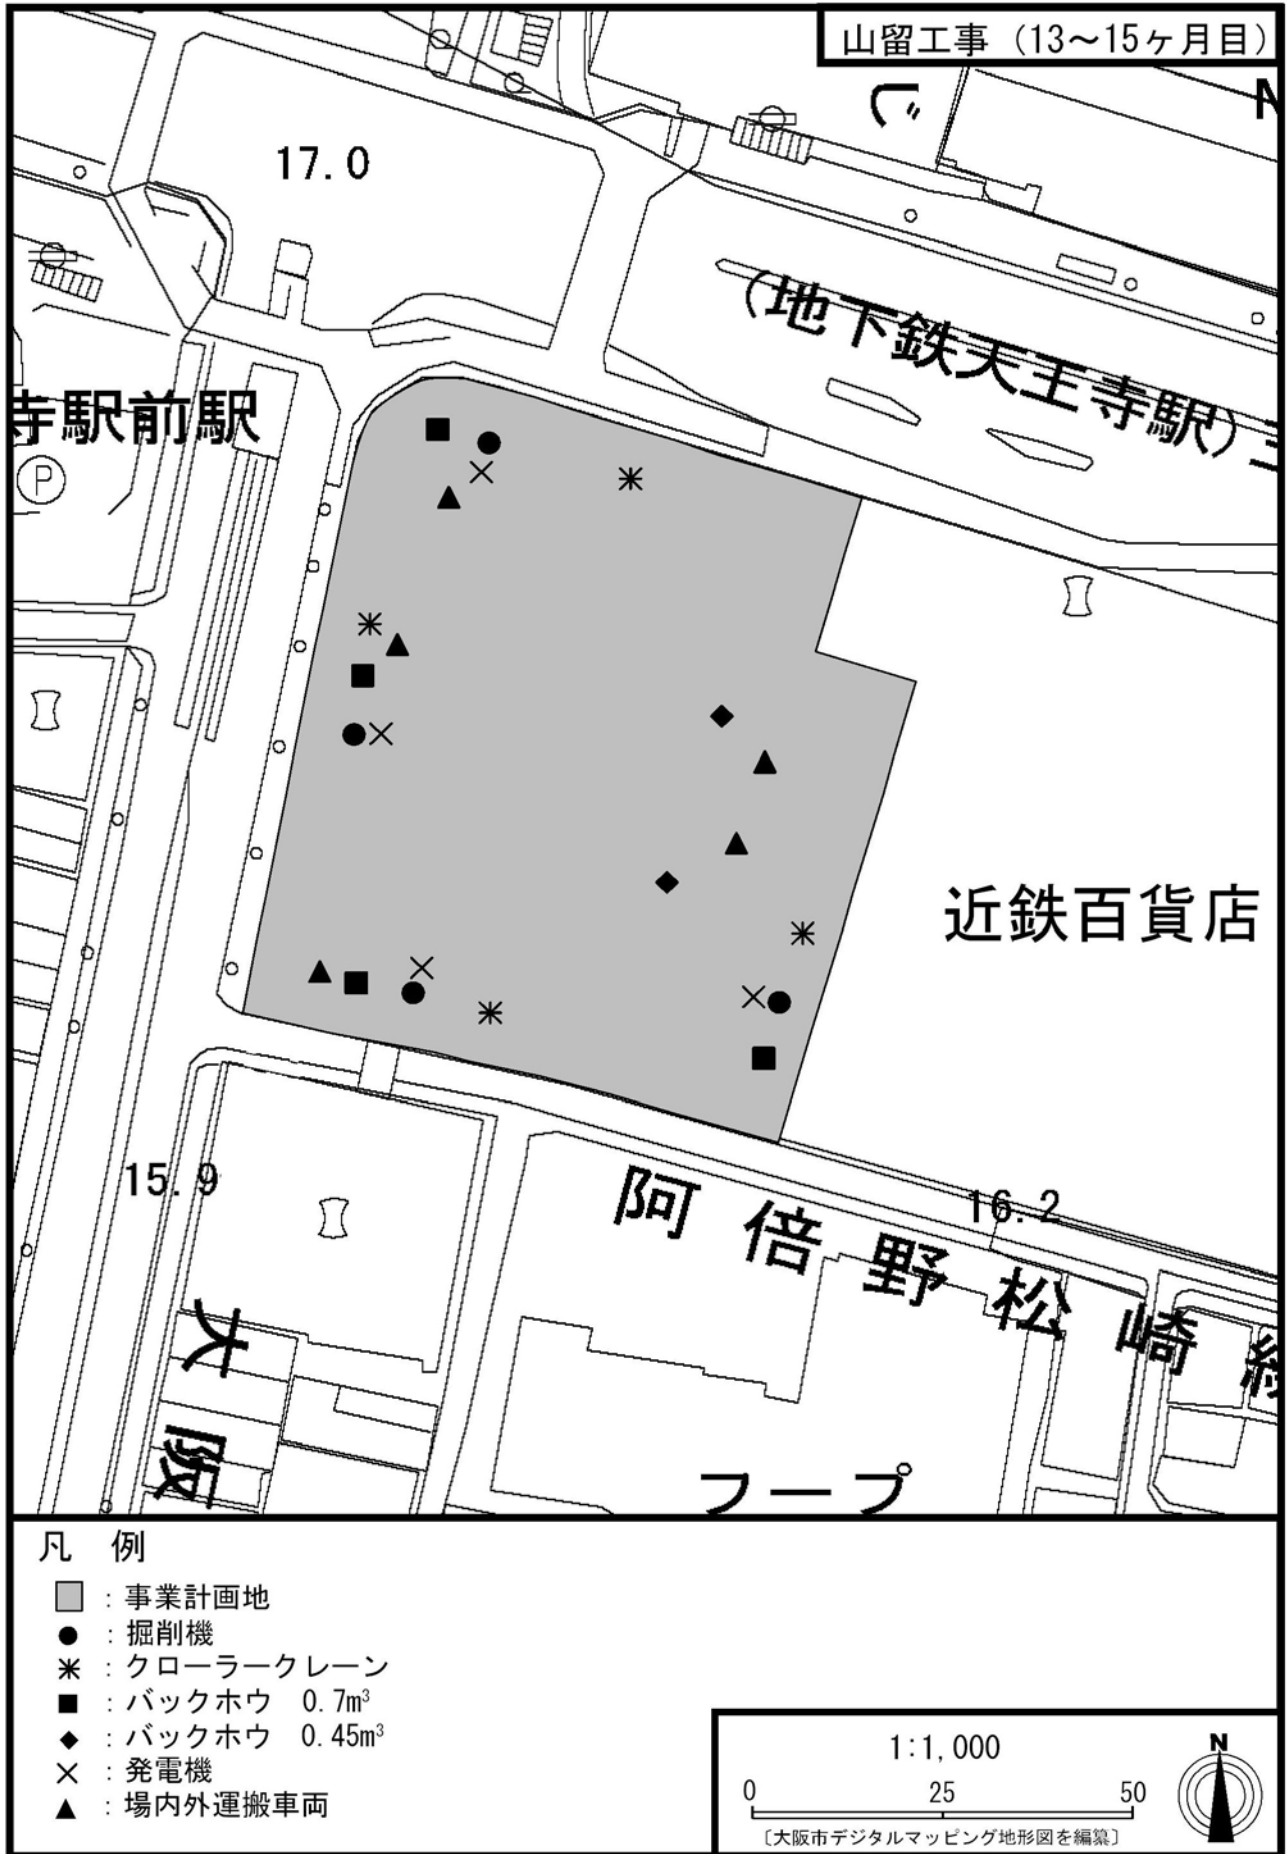 山留工事（13～15ヶ月目）
じ
N
17.0
（地下鉄天王寺駅）
寺駅前駅
P
近鉄百貨店
15.9
16.2
阿倍野松崎線
大阪
フープ
凡　例
：事業計画地
：掘削機
：クローラークレーン
：バックホウ　0.7m³
：バックホウ　0.45m³
：発電機
：場内外運搬車両
1:1,000
N
0 25 50
〔大阪市デジタルマッピング地形図を編纂〕